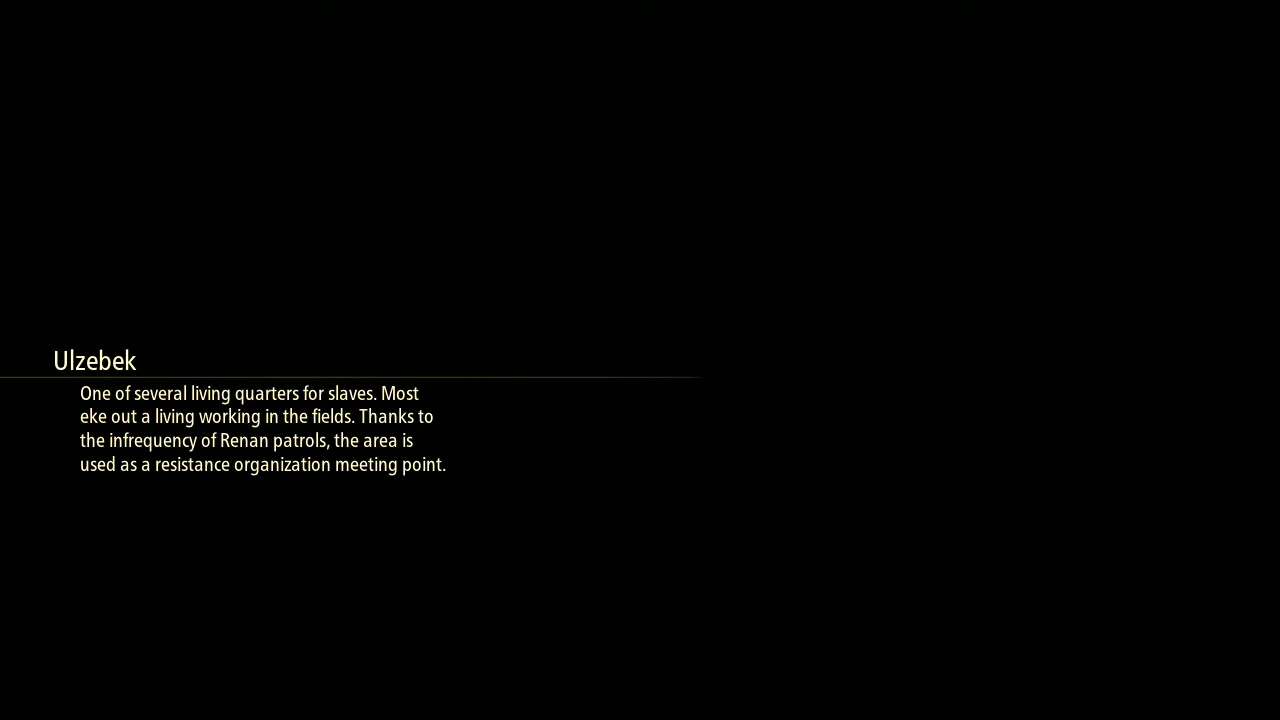 Ulzebek
One of several living quarters for slaves. Most
eke out a living working in the fields. Thanks to
the infrequency of Renan patrols, the area is
used as a resistance organization meeting point.